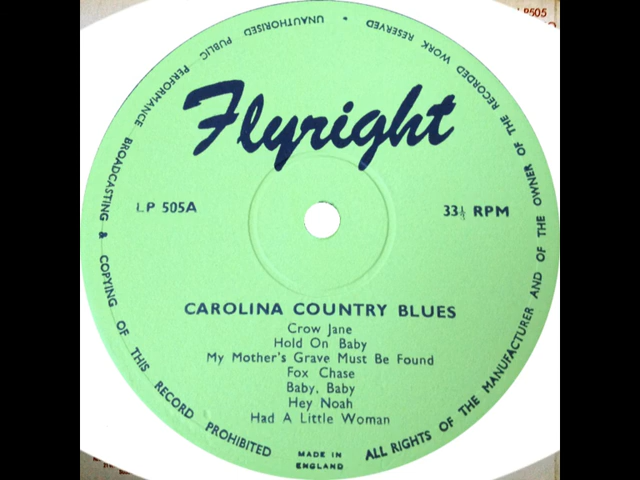 LP505
Flyright
LP 505A
33⅓ RPM
CAROLINA COUNTRY BLUES
Crow Jane
Hold On Baby
My Mother's Grave Must Be Found
Fox Chase
Baby, Baby
Hey Noah
Had A Little Woman
MADE IN
ENGLAND
ALL RIGHTS OF THE MANUFACTURER AND OF THE OWNER OF THE RECORDED WORK RESERVED • UNAUTHORISED PUBLIC PERFORMANCE BROADCASTING & COPYING OF THIS RECORD PROHIBITED